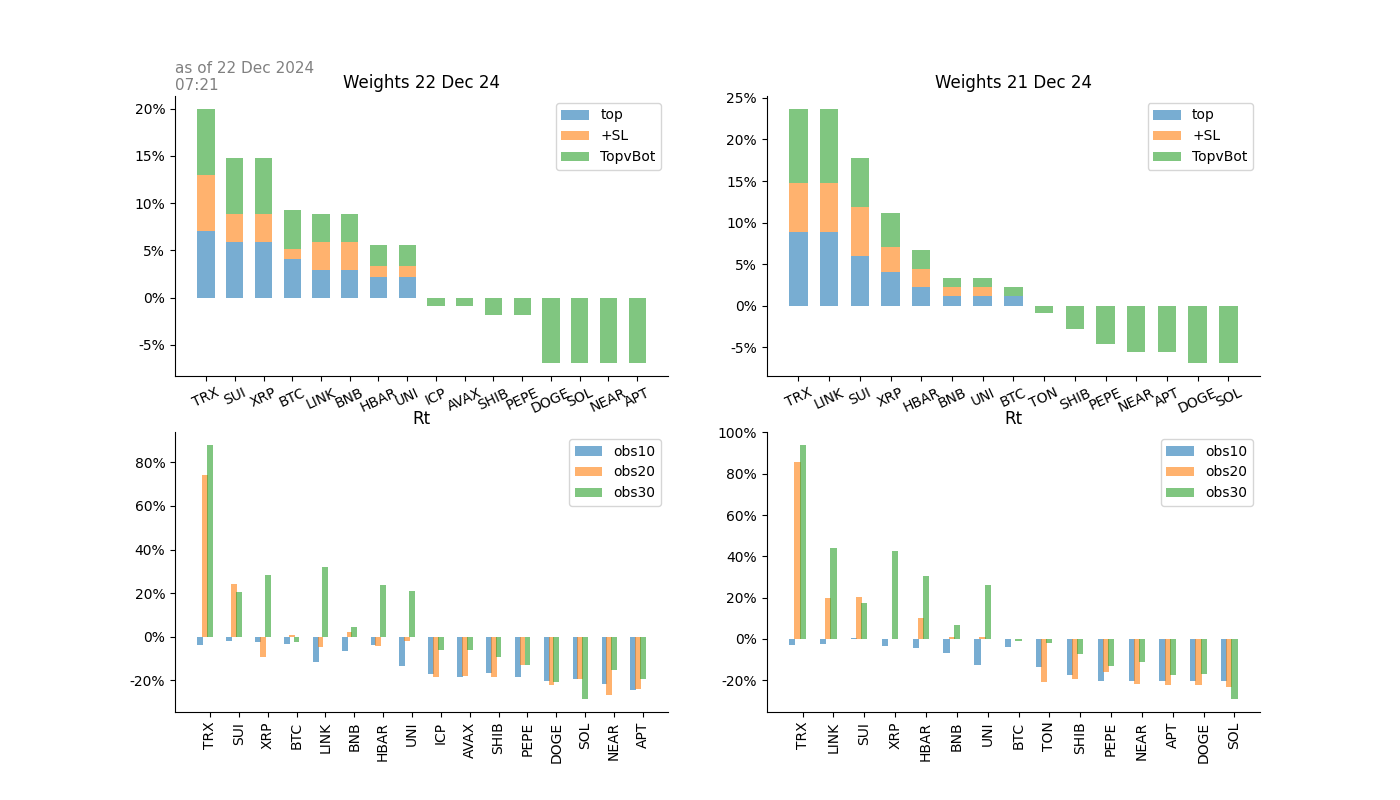 as of 22 Dec 2024
07:21
Weights 22 Dec 24
20%
15%
10%
5%
0%
-5%
top
+SL
TopvBot
TRX SUI XRP BTC LINK BNB HBAR UNI ICP AVAX SHIB PEPE DOGE SOL NEAR APT
Weights 21 Dec 24
25%
20%
15%
10%
5%
0%
-5%
top
+SL
TopvBot
TRX LINK SUI XRP HBAR BNB UNI BTC TON SHIB PEPE NEAR APT DOGE SOL
Rt
80%
60%
40%
20%
0%
-20%
obs10
obs20
obs30
TRX SUI XRP BTC LINK BNB HBAR UNI ICP AVAX SHIB PEPE DOGE SOL NEAR APT
Rt
100%
80%
60%
40%
20%
0%
-20%
obs10
obs20
obs30
TRX LINK SUI XRP HBAR BNB UNI BTC TON SHIB PEPE NEAR APT DOGE SOL